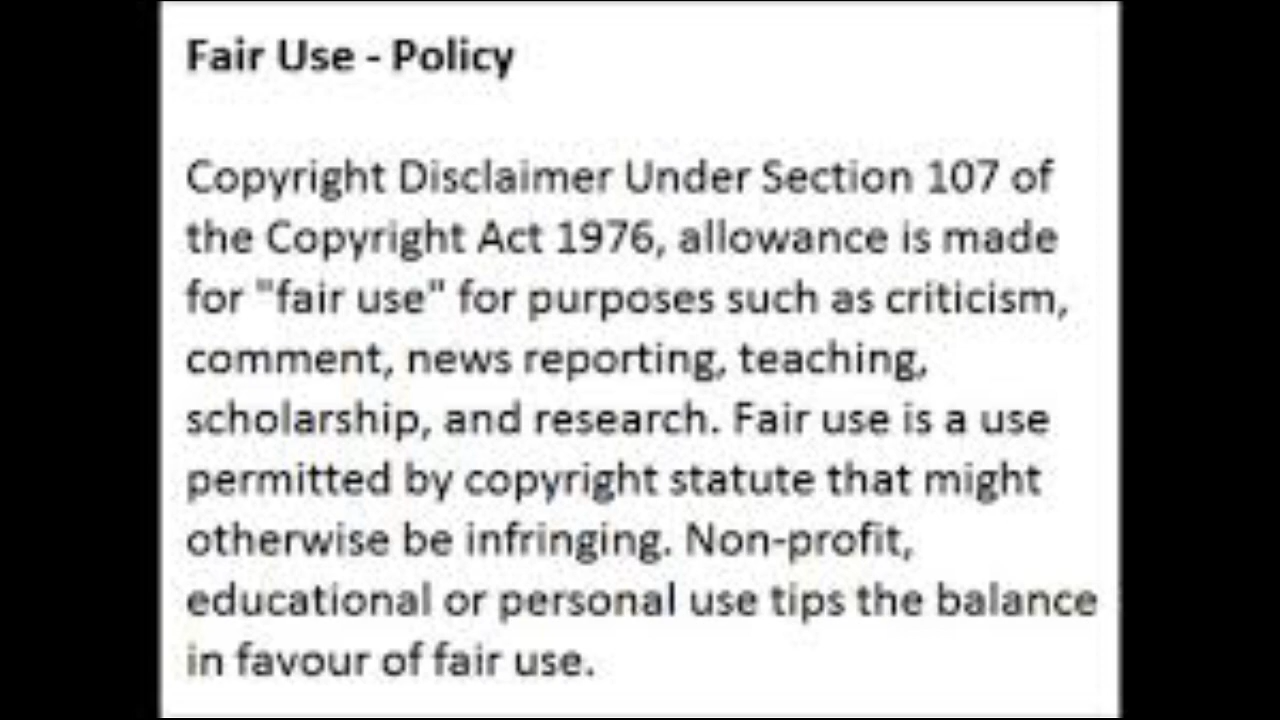 Fair Use - Policy
Copyright Disclaimer Under Section 107 of
the Copyright Act 1976, allowance is made
for "fair use" for purposes such as criticism,
comment, news reporting, teaching,
scholarship, and research. Fair use is a use
permitted by copyright statute that might
otherwise be infringing. Non-profit,
educational or personal use tips the balance
in favour of fair use.